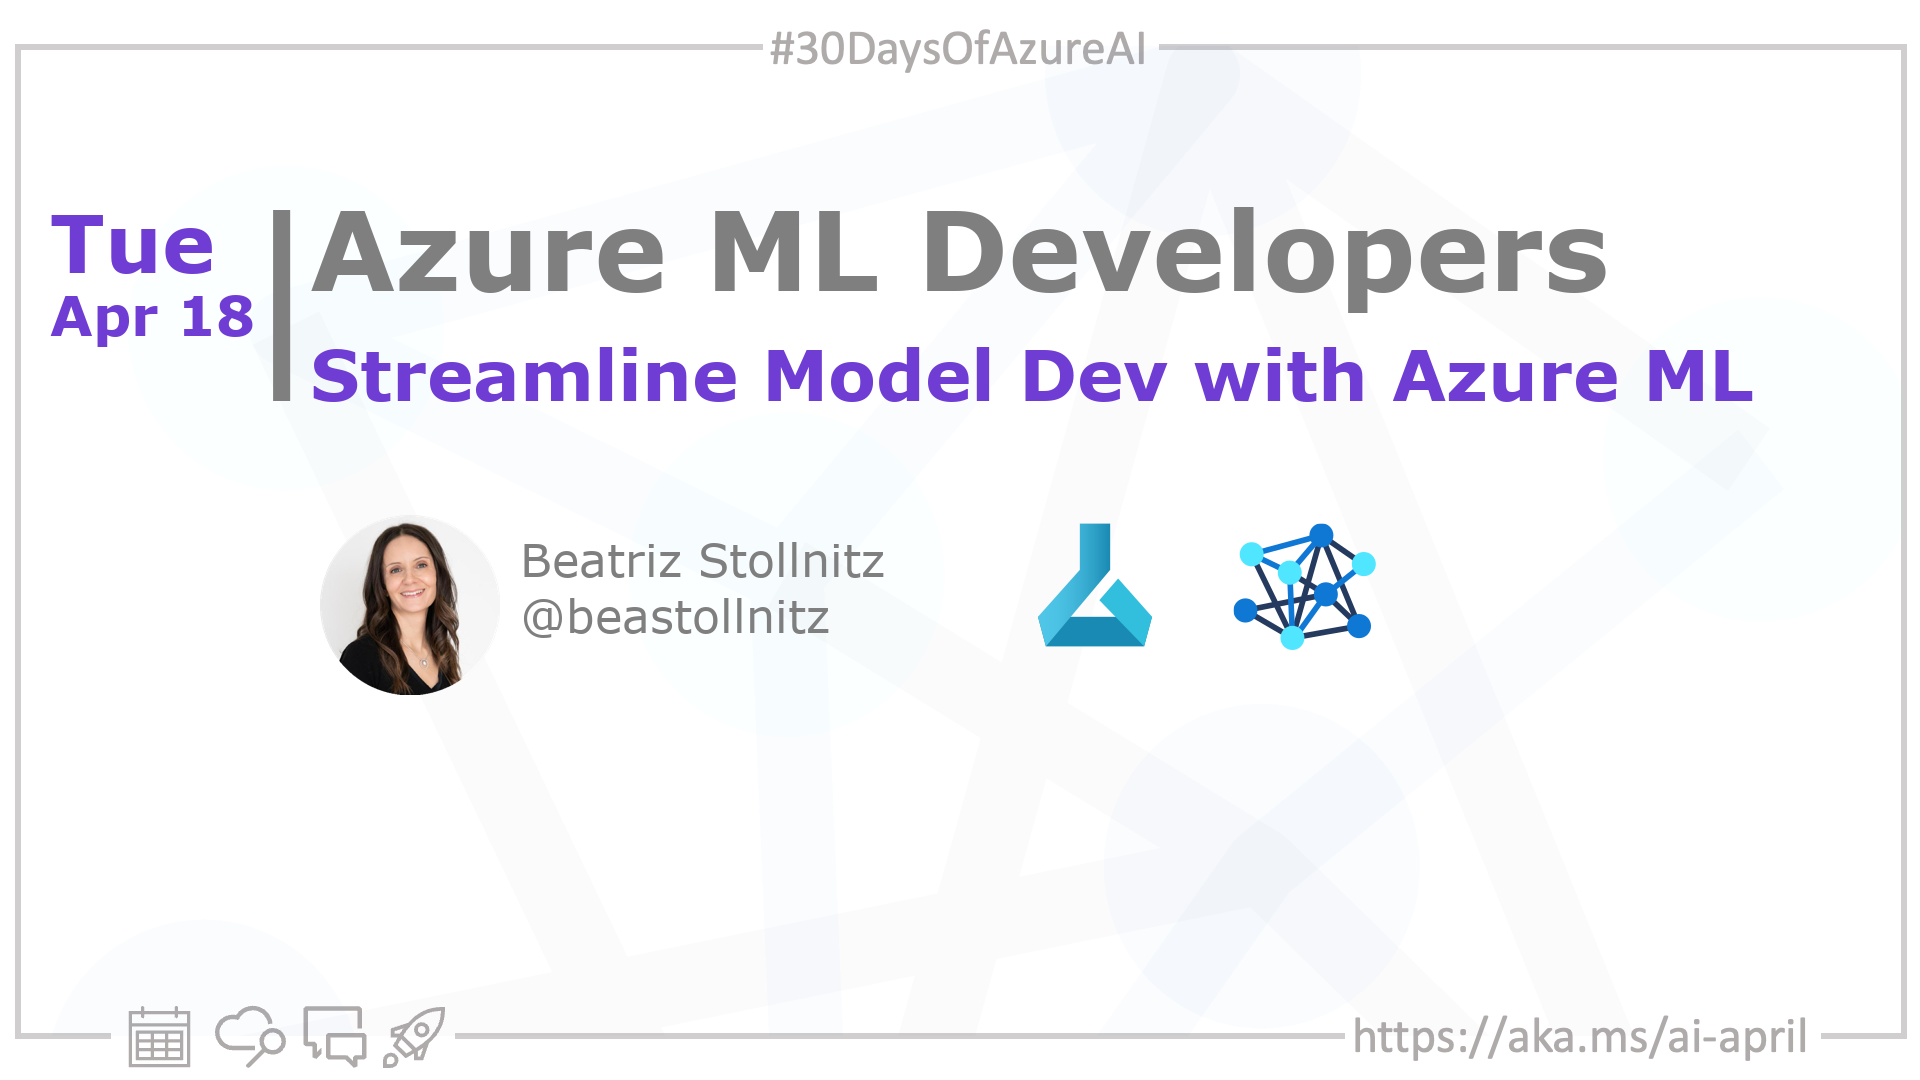 #30DaysOfAzureAI
Tue
Apr 18
Azure ML Developers
Streamline Model Dev with Azure ML
Beatriz Stollnitz
@beastollnitz
https://aka.ms/ai-april